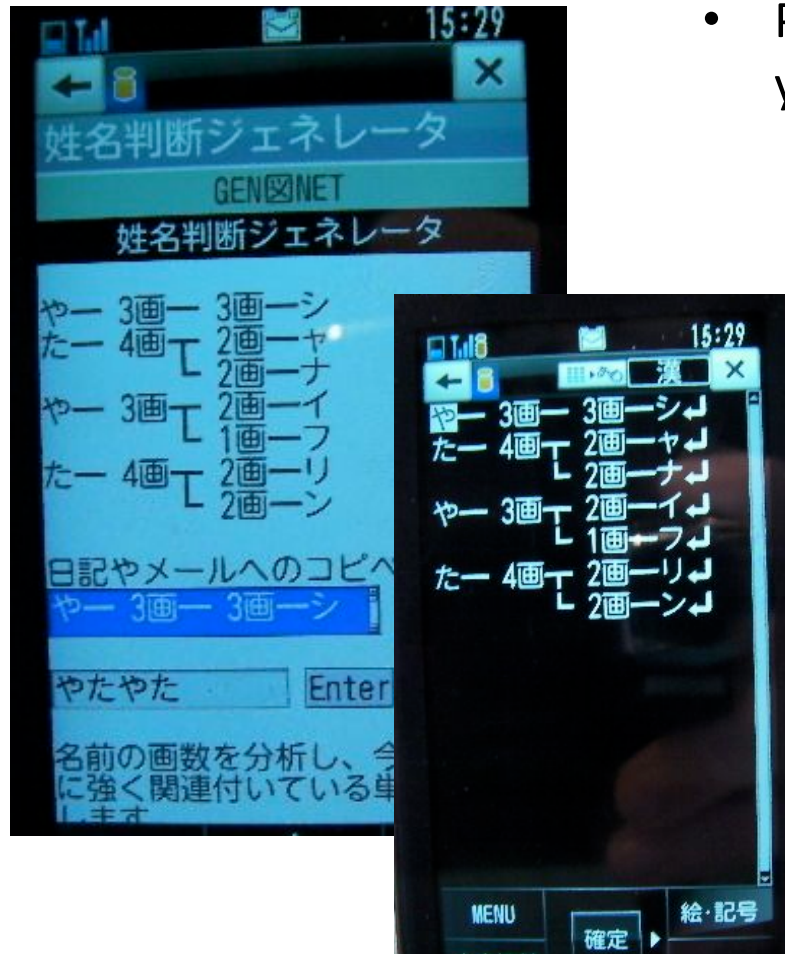 15:29
姓名判断ジェネレータ
GEN図NET
姓名判断ジェネレータ
や━ 3画━ 3画━シ
た━ 4画┳ 2画━ャ
┗ 2画━ナ
や━ 3画┳ 2画━イ
┗ 1画━フ
た━ 4画┳ 2画━リ
┗ 2画━ン
日記やメールへのコピペ
や━ 3画━ 3画━シ
やたやた Enter
名前の画数を分析し、今
に強く関連付いている単
します
15:29
漢
や━ 3画━ 3画━シ↲
た━ 4画┳ 2画━ャ↲
┗ 2画━ナ↲
や━ 3画┳ 2画━イ↲
┗ 1画━フ↲
た━ 4画┳ 2画━リ↲
┗ 2画━ン↲
MENU 確定 絵・記号
• 
y